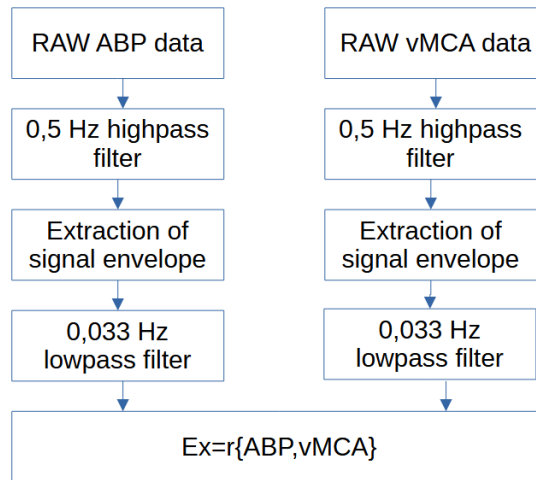 RAW ABP data
0,5 Hz highpass
filter
Extraction of
signal envelope
0,033 Hz
lowpass filter
RAW vMCA data
0,5 Hz highpass
filter
Extraction of
signal envelope
0,033 Hz
lowpass filter
Ex=r{ABP,vMCA}